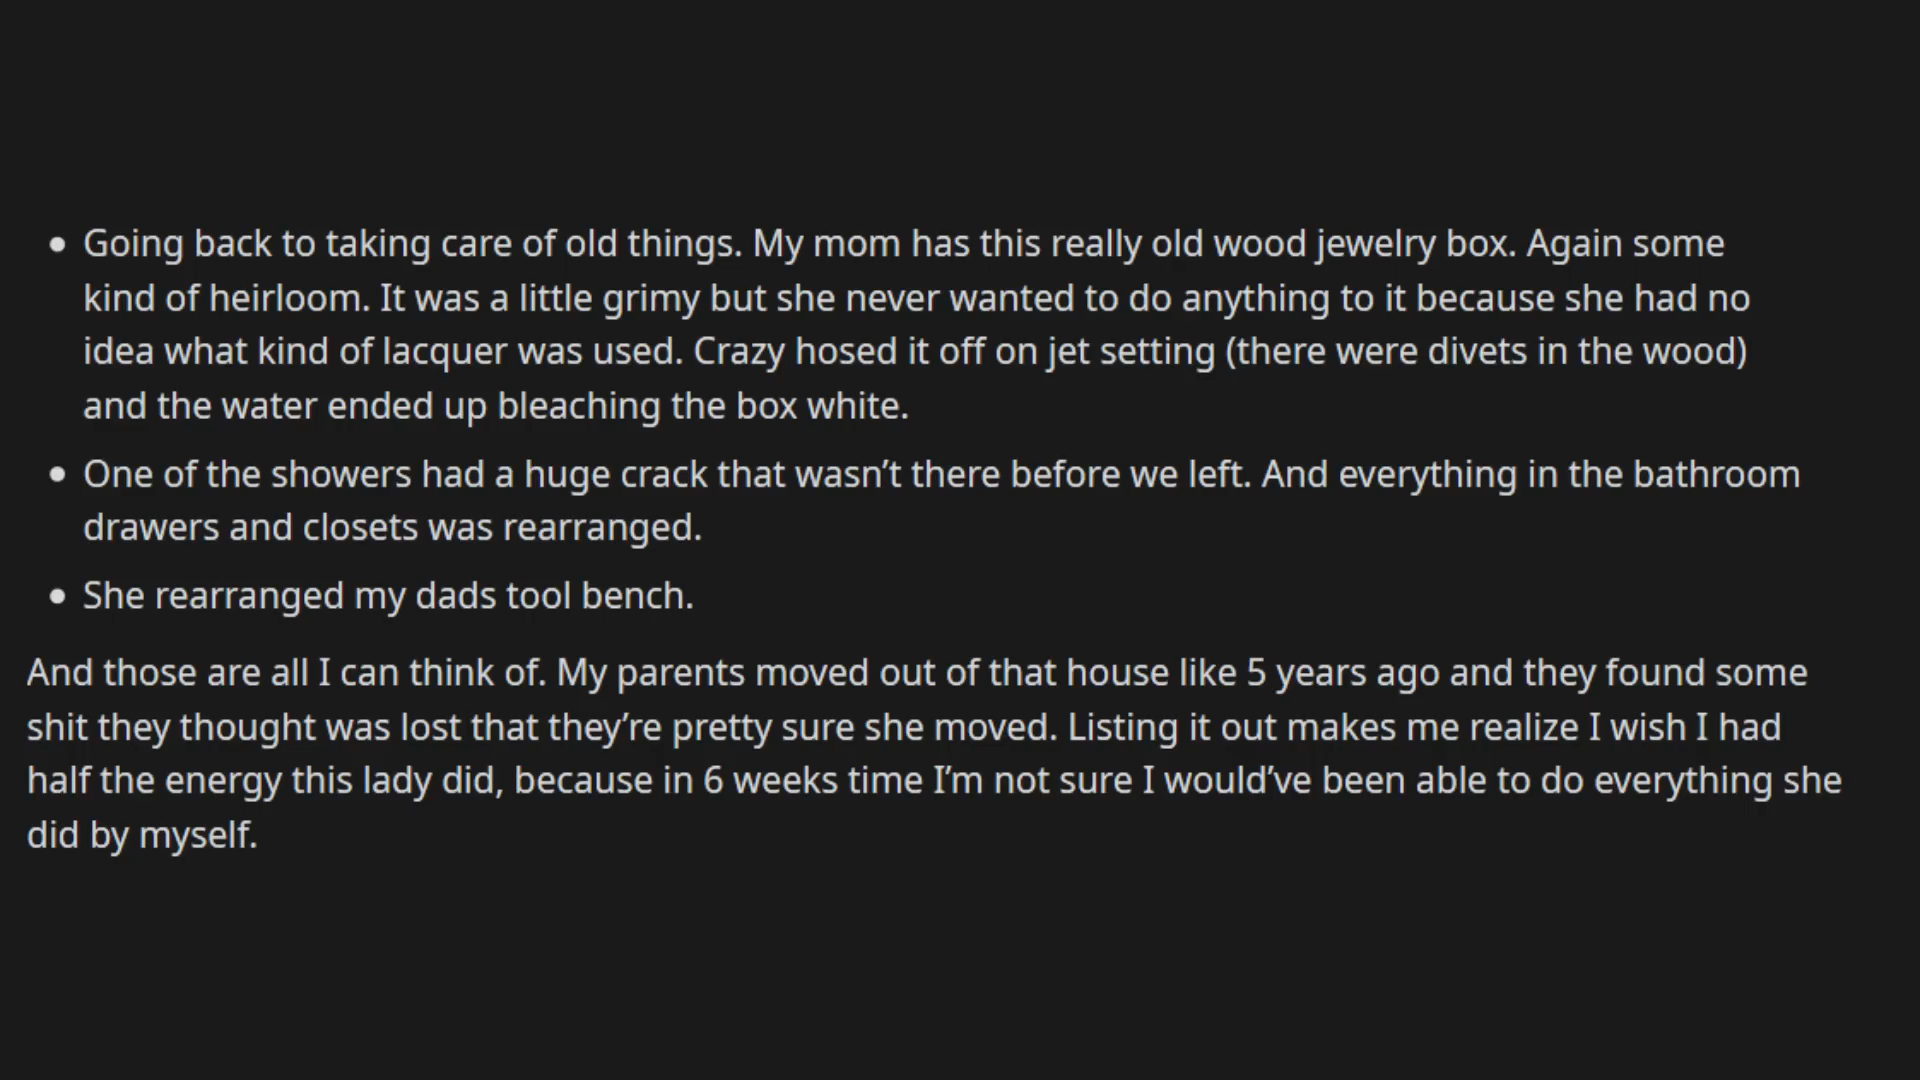 • Going back to taking care of old things. My mom has this really old wood jewelry box. Again some
kind of heirloom. It was a little grimy but she never wanted to do anything to it because she had no
idea what kind of lacquer was used. Crazy hosed it off on jet setting (there were divets in the wood)
and the water ended up bleaching the box white.
• One of the showers had a huge crack that wasn’t there before we left. And everything in the bathroom
drawers and closets was rearranged.
• She rearranged my dads tool bench.
And those are all I can think of. My parents moved out of that house like 5 years ago and they found some
shit they thought was lost that they’re pretty sure she moved. Listing it out makes me realize I wish I had
half the energy this lady did, because in 6 weeks time I’m not sure I would’ve been able to do everything she
did by myself.